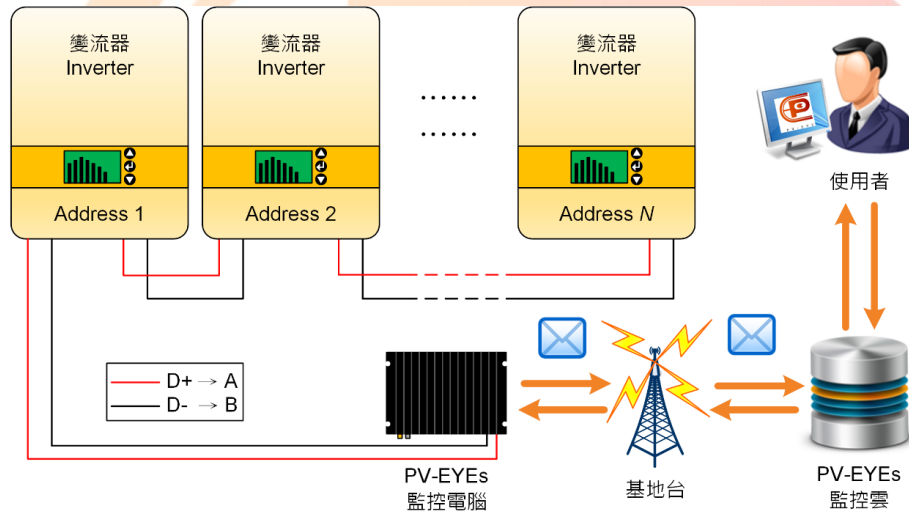 變流器
Inverter
Address 1
變流器
Inverter
Address 2
......
......
變流器
Inverter
Address N
使用者
D+ → A
D- → B
PV-EYEs
監控電腦
基地台
PV-EYEs
監控雲